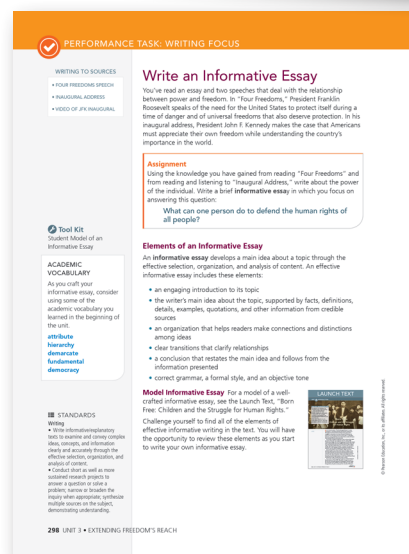 PERFORMANCE TASK: WRITING FOCUS
WRITING TO SOURCES
• FOUR FREEDOMS SPEECH
• INAUGURAL ADDRESS
• VIDEO OF JFK INAUGURAL
Tool Kit
Student Model of an
Informative Essay
ACADEMIC
VOCABULARY
As you craft your
informative essay, consider
using some of the
academic vocabulary you
learned in the beginning of
the unit.
attribute
hierarchy
demarcate
fundamental
democracy
STANDARDS
Writing
• Write informative/explanatory
texts to examine and convey complex
ideas, concepts, and information
clearly and accurately through the
effective selection, organization, and
analysis of content.
• Conduct short as well as more
sustained research projects to
answer a question or solve a
problem; narrow or broaden the
inquiry when appropriate; synthesize
multiple sources on the subject,
demonstrating understanding.
Write an Informative Essay
You've read an essay and two speeches that deal with the relationship
between power and freedom. In "Four Freedoms," President Franklin
Roosevelt speaks of the need for the United States to protect itself during a
time of danger and of universal freedoms that also deserve protection. In his
inaugural address, President John F. Kennedy makes the case that Americans
must appreciate their own freedom while understanding the country's
importance in the world.
Assignment
Using the knowledge you have gained from reading "Four Freedoms" and
from reading and listening to "Inaugural Address," write about the power
of the individual. Write a brief informative essay in which you focus on
answering this question:
What can one person do to defend the human rights of
all people?
Elements of an Informative Essay
An informative essay develops a main idea about a topic through the
effective selection, organization, and analysis of content. An effective
informative essay includes these elements:
• an engaging introduction to its topic
• the writer's main idea about the topic, supported by facts, definitions,
details, examples, quotations, and other information from credible
sources
• an organization that helps readers make connections and distinctions
among ideas
• clear transitions that clarify relationships
• a conclusion that restates the main idea and follows from the
information presented
• correct grammar, a formal style, and an objective tone
Model Informative Essay For a model of a well-
crafted informative essay, see the Launch Text, "Born
Free: Children and the Struggle for Human Rights."
Challenge yourself to find all of the elements of
effective informative writing in the text. You will have
the opportunity to review these elements as you start
to write your own informative essay.
LAUNCH TEXT
© Pearson Education, Inc., or its affiliates. All rights reserved.
298 UNIT 3 • EXTENDING FREEDOM'S REACH